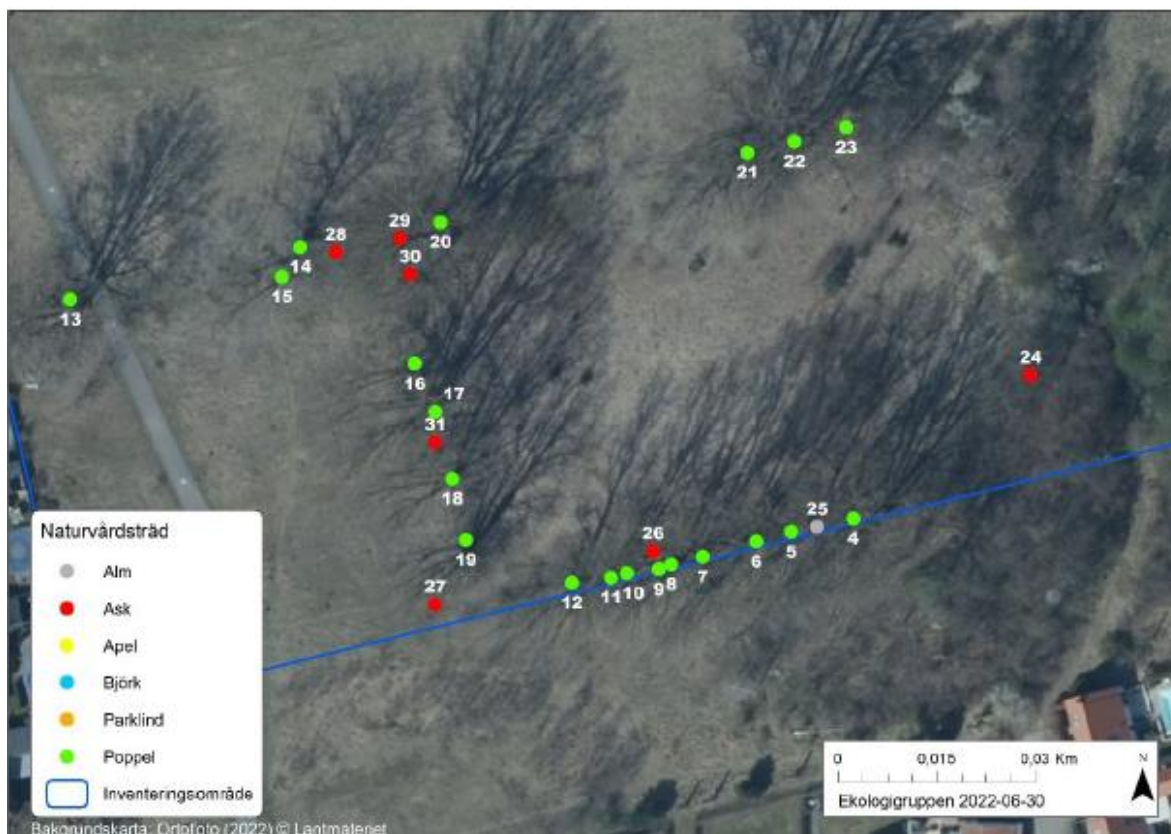 23
22
21
29
20
28
14
30
15
13
24
16
17
31
18
25
4
5
19
26
6
7
8
9
10
11
12
27
Naturvårdsträd
Alm
Ask
Apel
Björk
Parklind
Poppel
Inventeringsområde
0 0,015 0,03 Km
N
Ekologigruppen 2022-06-30
Bakgrundskarta: Ortofoto (2022) © Lantmäteriet